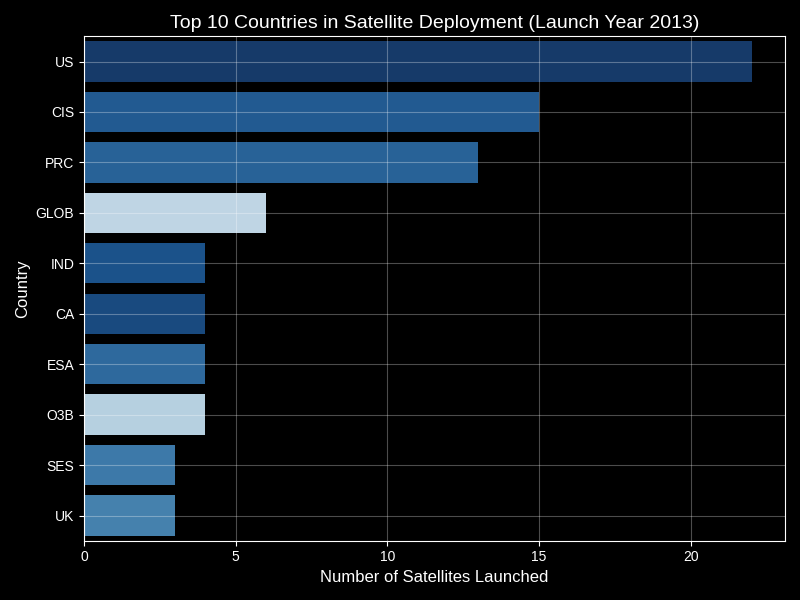 Top 10 Countries in Satellite Deployment (Launch Year 2013)
US
CIS
PRC
GLOB
IND
CA
ESA
O3B
SES
UK
Country
0 5 10 15 20
Number of Satellites Launched